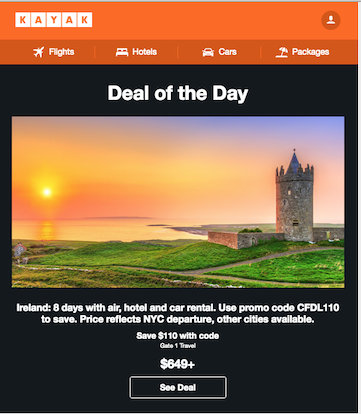 KAYAK
Flights Hotels Cars Packages
Deal of the Day
Ireland: 8 days with air, hotel and car rental. Use promo code CFDL110
to save. Price reflects NYC departure, other cities available.
Save $110 with code
Gate 1 Travel
$649+
See Deal